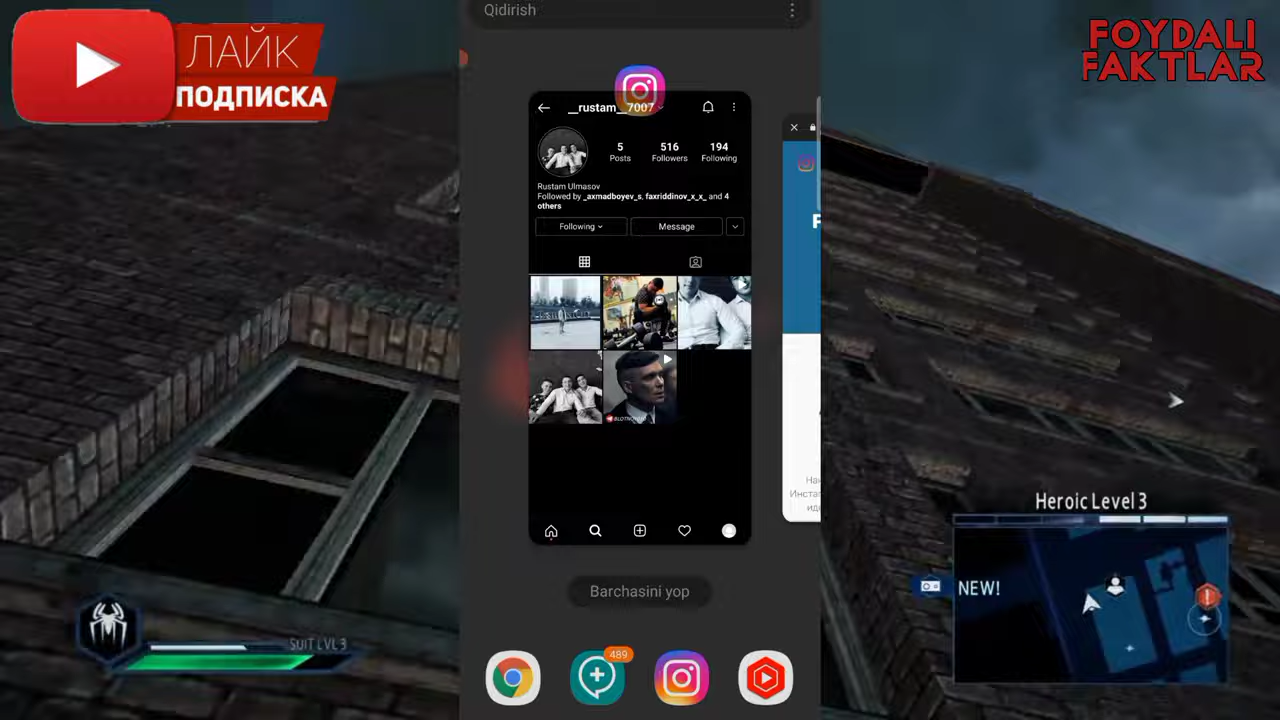 ЛАЙК
ПОДПИСКА
FOYDALI
FAKTLAR
Qidirish
__rustam__7007
5
516
194
Posts
Followers
Following
Rustam Ulmasov
Followed by _axmadboyev_s, faxriddinov_x_x_ and 4
others
Following
Message
Barchasini yop
489
SUIT LVL 3
Heroic Level 3
NEW!